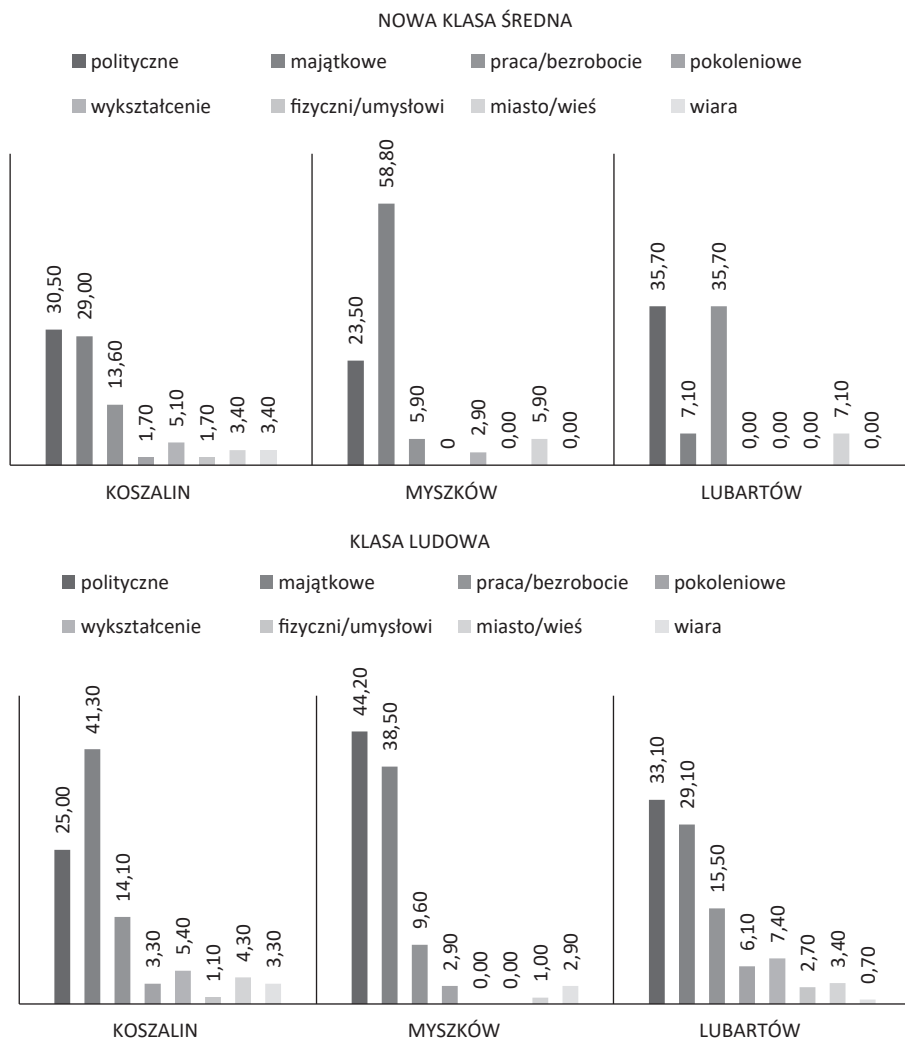 NOWA KLASA ŚREDNA
polityczne majątkowe praca/bezrobocie pokoleniowe
wykształcenie fizyczni/umysłowi miasto/wieś wiara
30,50 29,00 13,60 1,70 5,10 1,70 3,40 3,40
23,50 58,80 5,90 0 2,90 0,00 5,90 0,00
35,70 7,10 35,70 0,00 0,00 0,00 7,10 0,00
KOSZALIN MYSZKÓW LUBARTÓW
KLASA LUDOWA
polityczne majątkowe praca/bezrobocie pokoleniowe
wykształcenie fizyczni/umysłowi miasto/wieś wiara
25,00 41,30 14,10 3,30 5,40 1,10 4,30 3,30
44,20 38,50 9,60 2,90 0,00 0,00 1,00 2,90
33,10 29,10 15,50 6,10 7,40 2,70 3,40 0,70
KOSZALIN MYSZKÓW LUBARTÓW